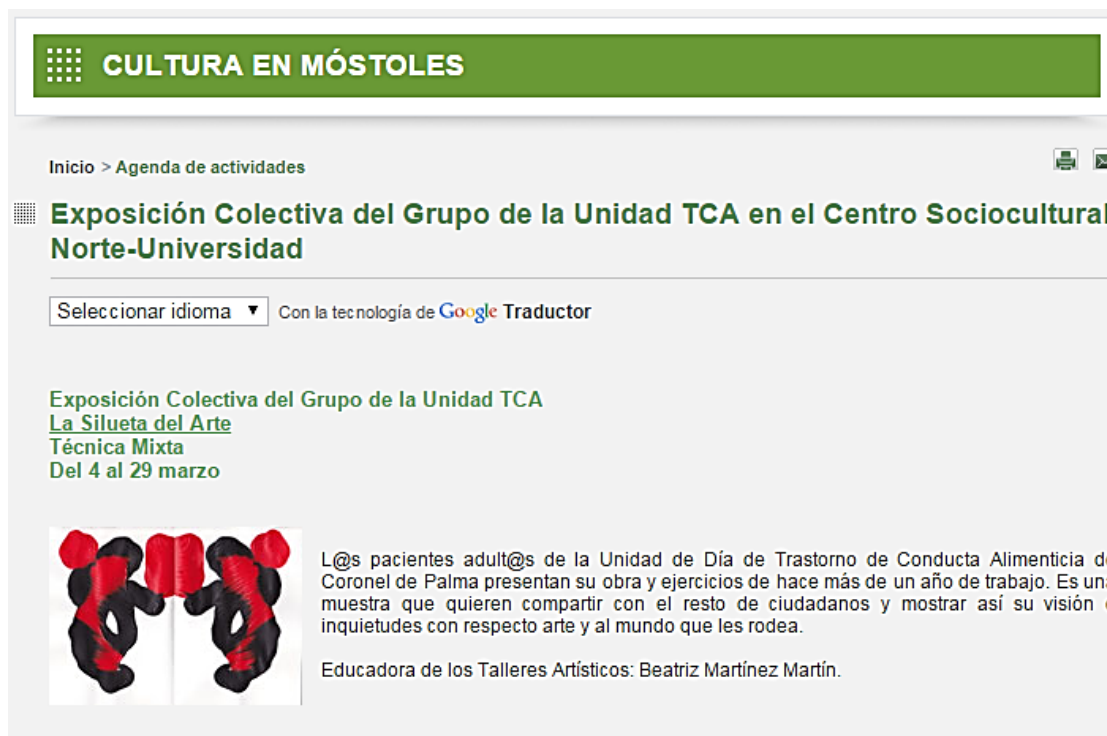 CULTURA EN MÓSTOLES
Inicio > Agenda de actividades
Exposición Colectiva del Grupo de la Unidad TCA en el Centro Sociocultural
Norte-Universidad
Seleccionar idioma ▼ Con la tecnología de Google Traductor
Exposición Colectiva del Grupo de la Unidad TCA
La Silueta del Arte
Técnica Mixta
Del 4 al 29 marzo
L@s pacientes adult@s de la Unidad de Día de Trastorno de Conducta Alimenticia de
Coronel de Palma presentan su obra y ejercicios de hace más de un año de trabajo. Es una
muestra que quieren compartir con el resto de ciudadanos y mostrar así su visión
inquietudes con respecto arte y al mundo que les rodea.
Educadora de los Talleres Artísticos: Beatriz Martínez Martín.